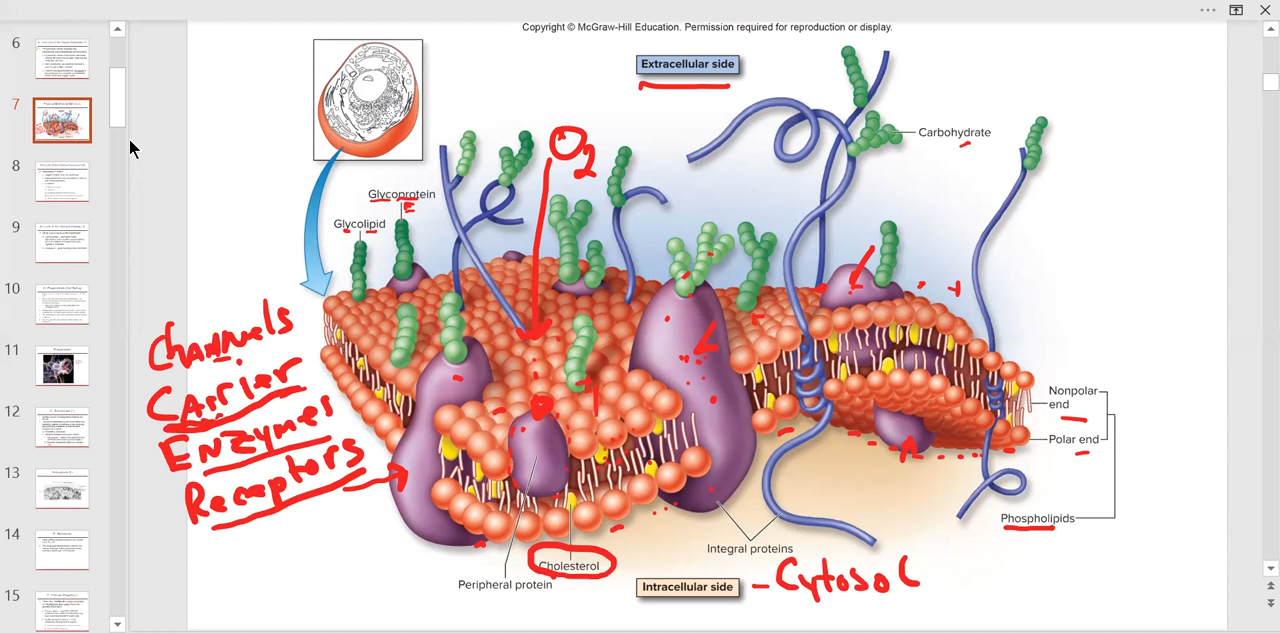 Copyright © McGraw-Hill Education. Permission required for reproduction or display.
6
7
8
9
10
11
12
13
14
15
Extracellular side
O2
Carbohydrate
Glycoprotein
Glycolipid
Channels
Carrier
Enzymes
Receptors
Nonpolar
end
Polar end
Phospholipids
Integral proteins
Cholesterol
Peripheral protein
Intracellular side
- Cytosol